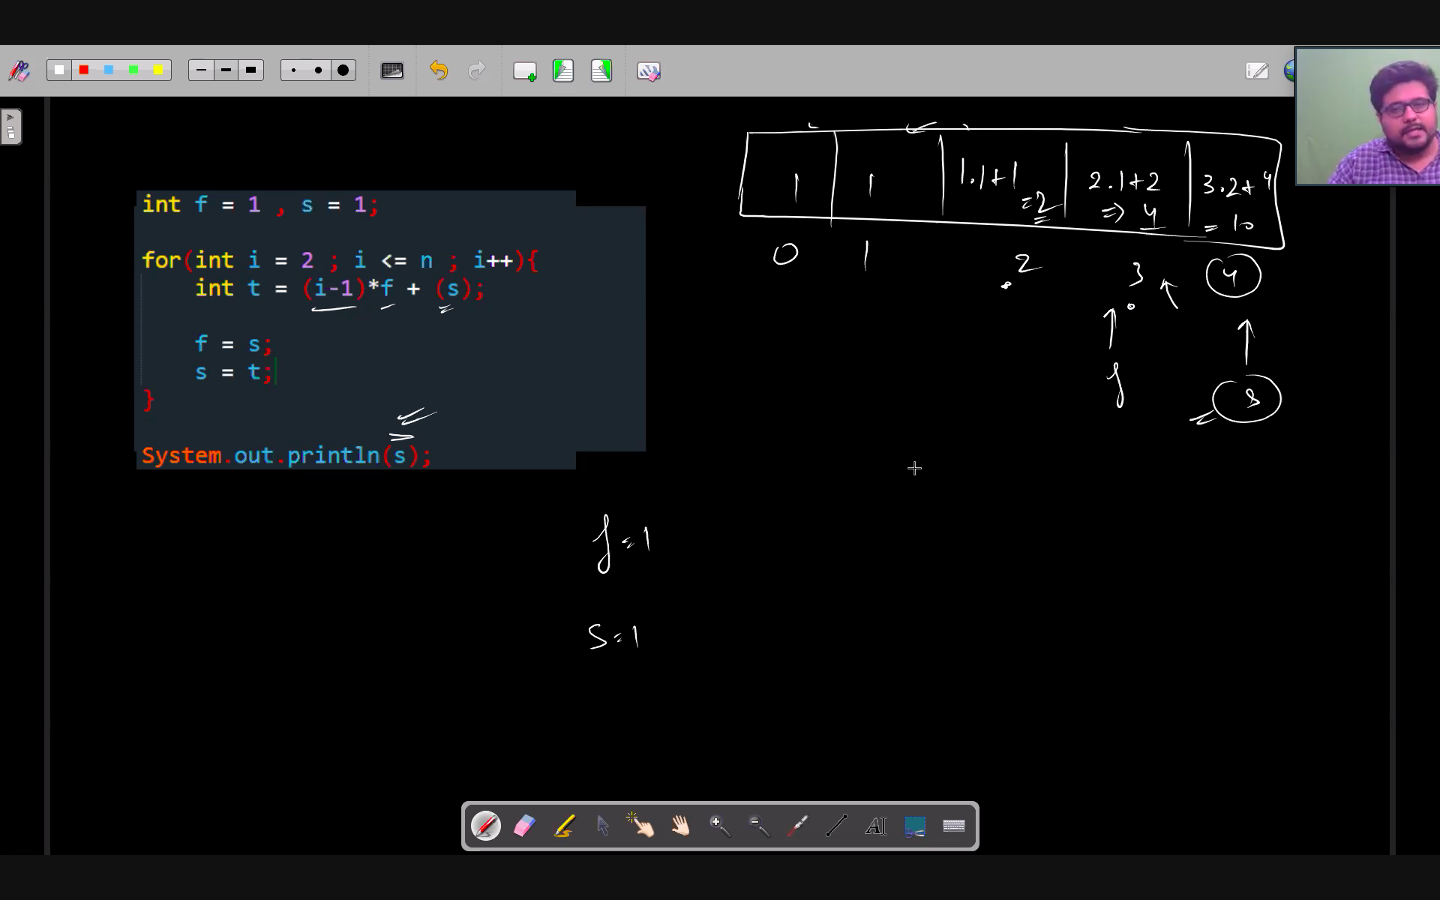 int f = 1 , s = 1;
for(int i = 2 ; i <= n ; i++){
int t = (i-1)*f + (s);
f = s;
s = t;
}
System.out.println(s);
1 1 1.1+1 2.1+2 3.2+4
=2 => 4 = 10
0 1 2 3 4
f s
f=1
s=1
AI